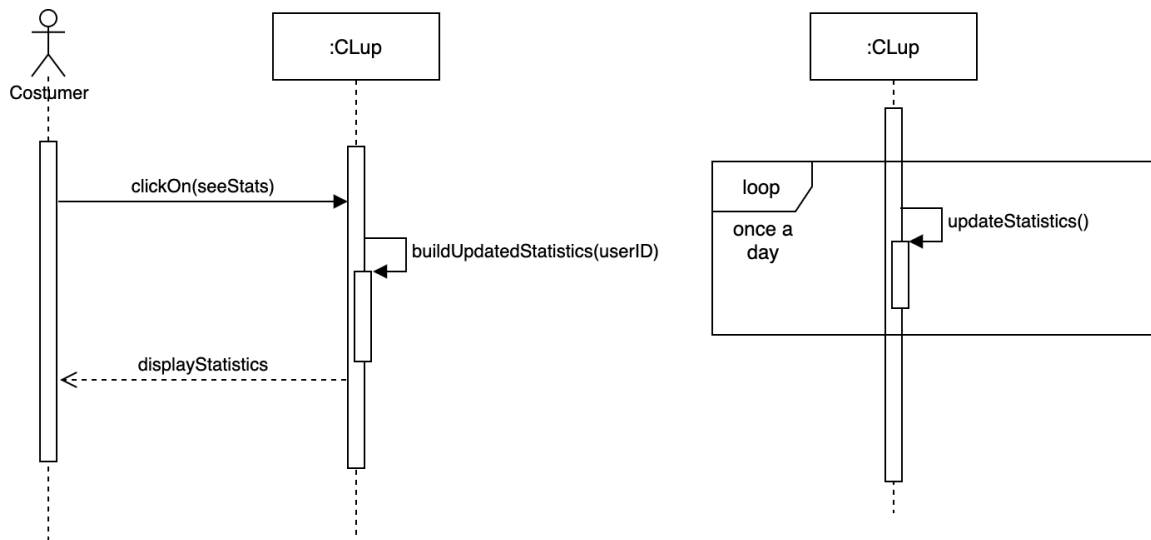 :CLup
Costumer
clickOn(seeStats)
buildUpdatedStatistics(userID)
displayStatistics
:CLup
loop
once a
day
updateStatistics()